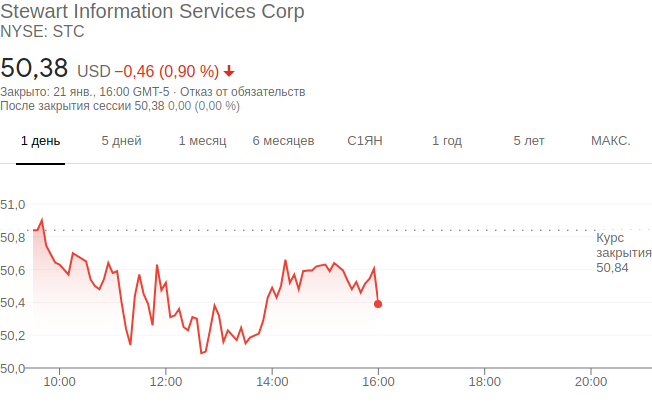 Stewart Information Services Corp
NYSE: STC
50,38 USD −0,46 (0,90 %)
Закрыто: 21 янв., 16:00 GMT-5 · Отказ от обязательств
После закрытия сессии 50,38 0,00 (0,00 %)
1 день 5 дней 1 месяц 6 месяцев С1ЯН 1 год 5 лет МАКС.
51,0
50,8
50,6
50,4
50,2
50,0
Курс
закрытия
50,84
10:00 12:00 14:00 16:00 18:00 20:00